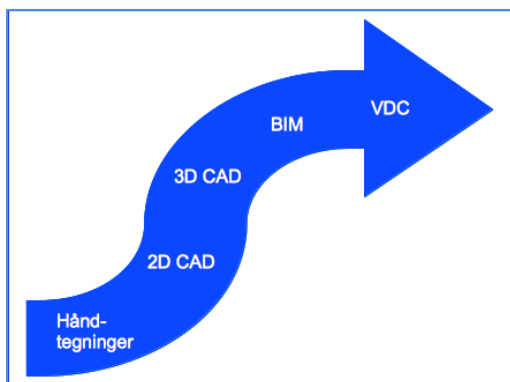 VDC
BIM
3D CAD
2D CAD
Hånd-
tegninger